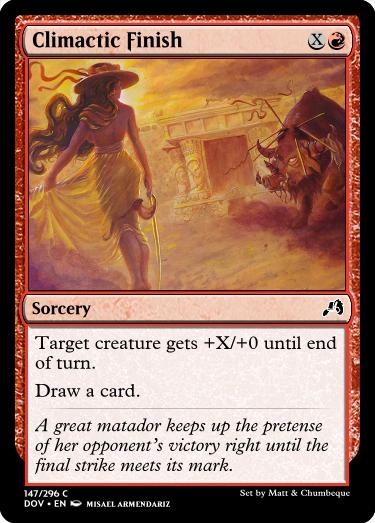 Climactic Finish X
Sorcery
Target creature gets +X/+0 until end
of turn.
Draw a card.
A great matador keeps up the pretense
of her opponent's victory right until the
final strike meets its mark.
147/296 C
DOV • EN MISAEL ARMENDARIZ
Set by Matt & Chumbeque